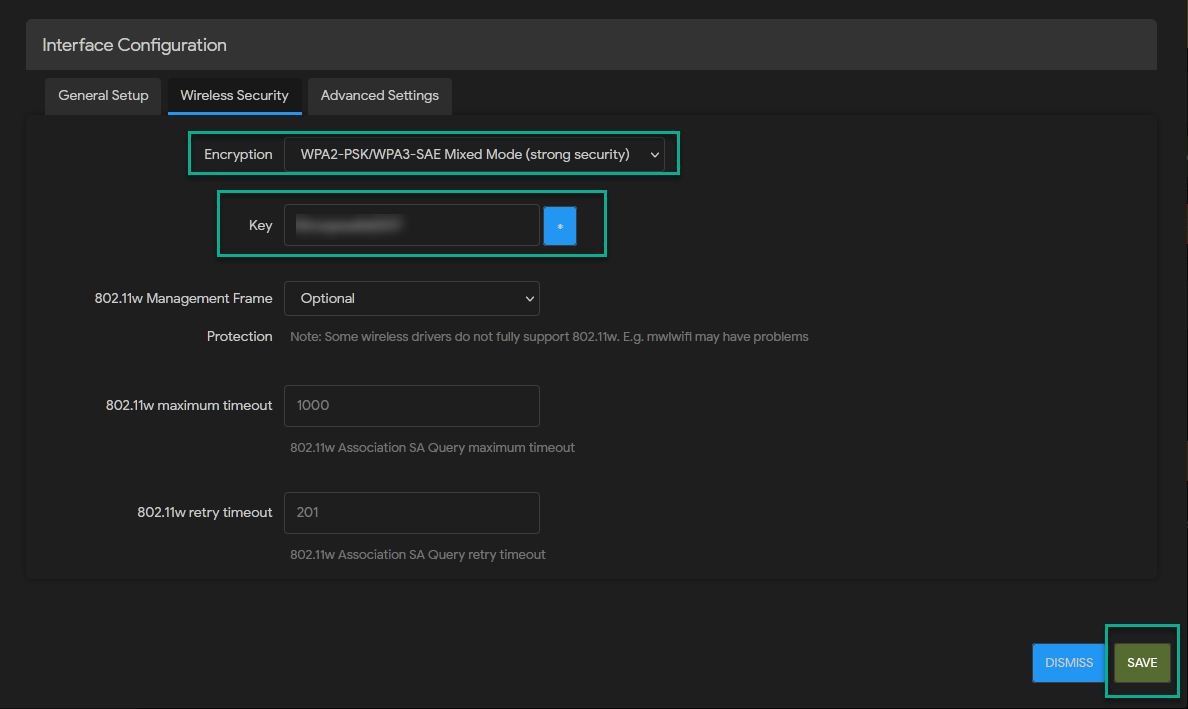 Interface Configuration
General Setup
Wireless Security
Advanced Settings
Encryption
WPA2-PSK/WPA3-SAE Mixed Mode (strong security)
Key
*
802.11w Management Frame
Protection
Optional
Note: Some wireless drivers do not fully support 802.11w. E.g. mwlwifi may have problems
802.11w maximum timeout
1000
802.11w Association SA Query maximum timeout
802.11w retry timeout
201
802.11w Association SA Query retry timeout
DISMISS
SAVE